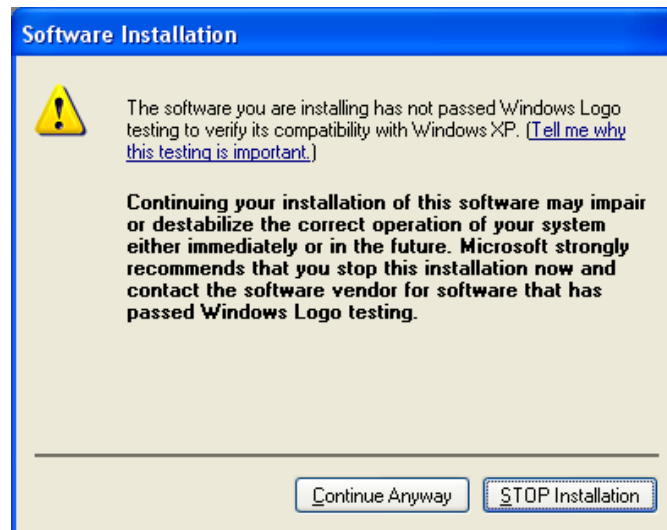 Software Installation
The software you are installing has not passed Windows Logo
testing to verify its compatibility with Windows XP. (Tell me why
this testing is important.)
Continuing your installation of this software may impair
or destabilize the correct operation of your system
either immediately or in the future. Microsoft strongly
recommends that you stop this installation now and
contact the software vendor for software that has
passed Windows Logo testing.
Continue Anyway
STOP Installation